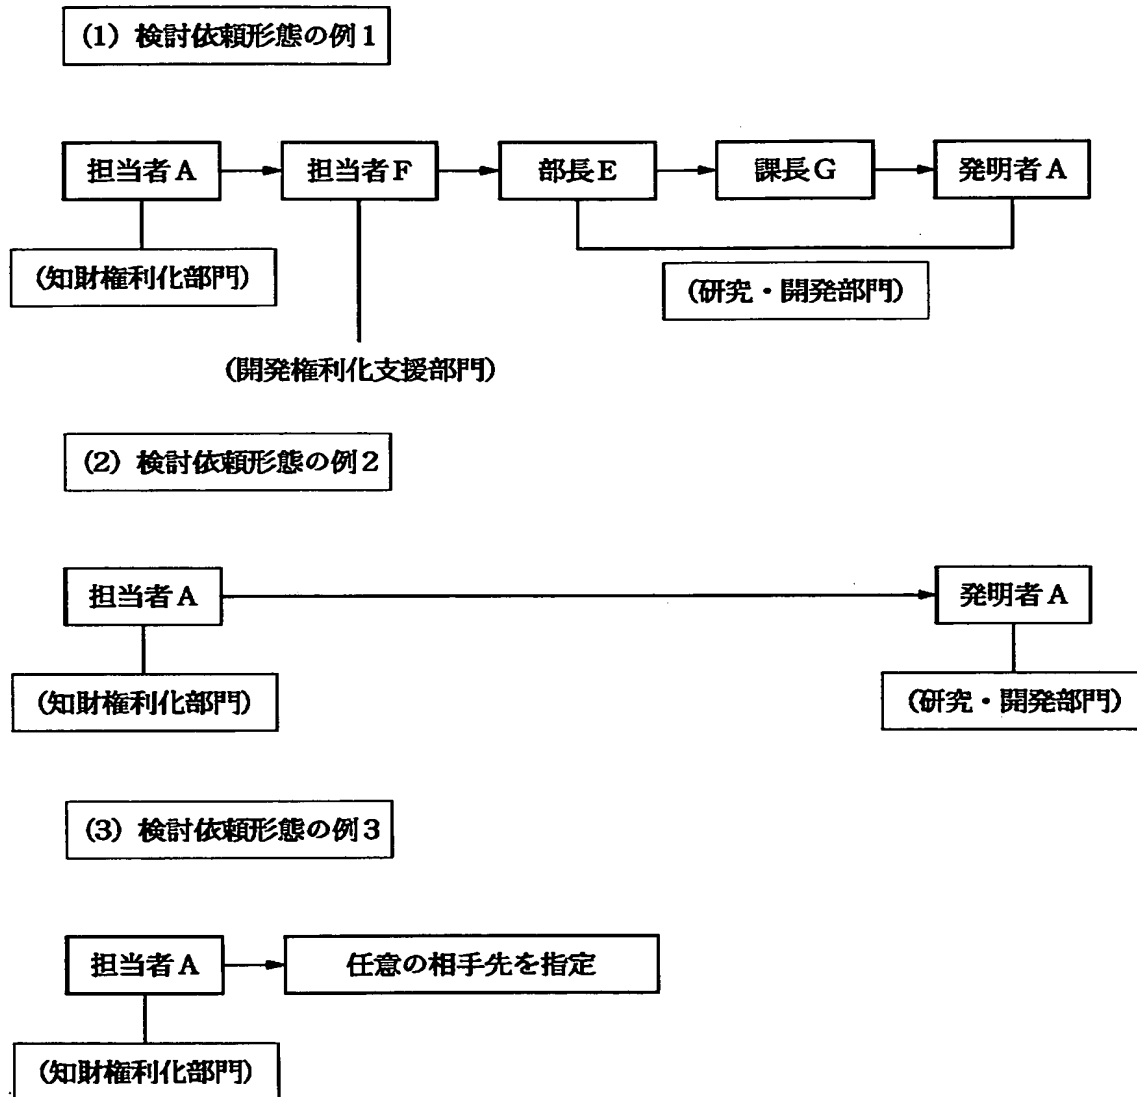 (1) 検討依頼形態の例1
担当者A
担当者F
部長E
課長G
発明者A
(知財権利化部門)
(研究・開発部門)
(開発権利化支援部門)
(2) 検討依頼形態の例2
担当者A
発明者A
(知財権利化部門)
(研究・開発部門)
(3) 検討依頼形態の例3
担当者A
任意の相手先を指定
(知財権利化部門)